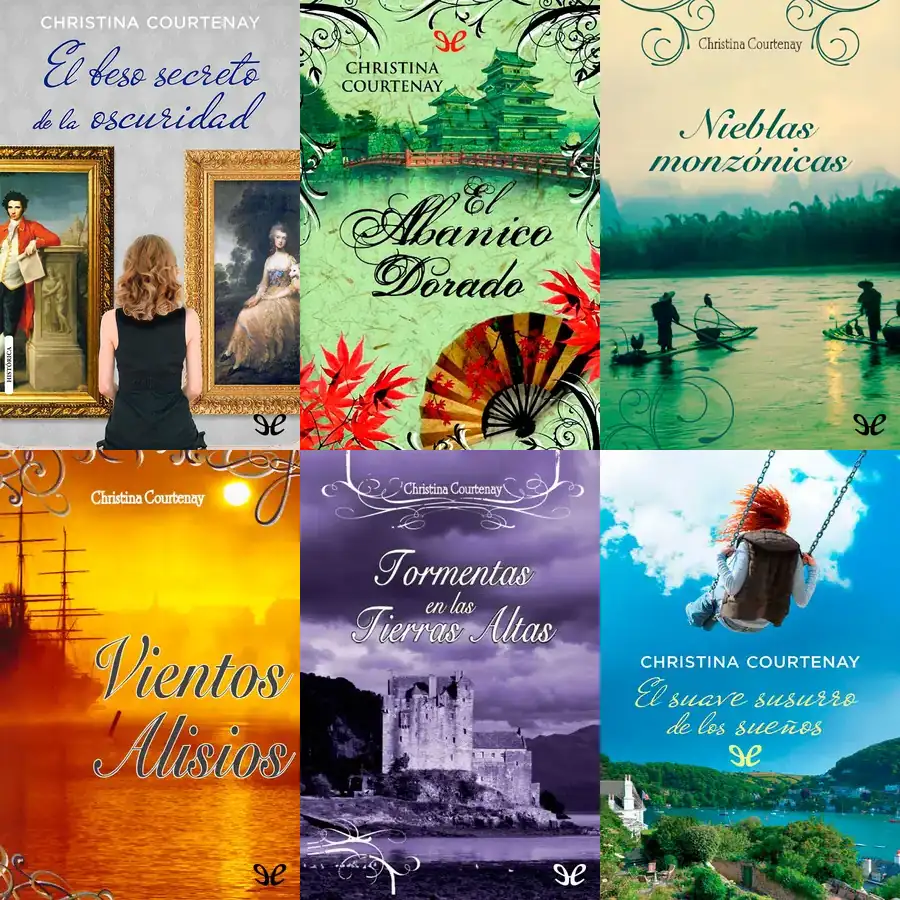 CHRISTINA COURTENAY
El beso secreto
de la oscuridad
HISTÓRICA
CHRISTINA
COURTENAY
El
Abanico
Dorado
Christina Courtenay
Nieblas
monzónicas
Christina Courtenay
Vientos
Alisios
Christina Courtenay
Tormentas
en las
Tierras Altas
CHRISTINA COURTENAY
El suave susurro
de los sueños